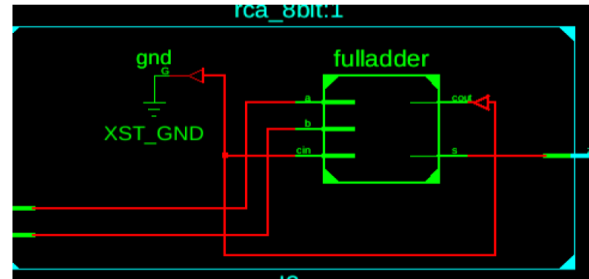 rca_8bit:1
gnd
G
XST_GND
fulladder
a
b
cin
cout
s